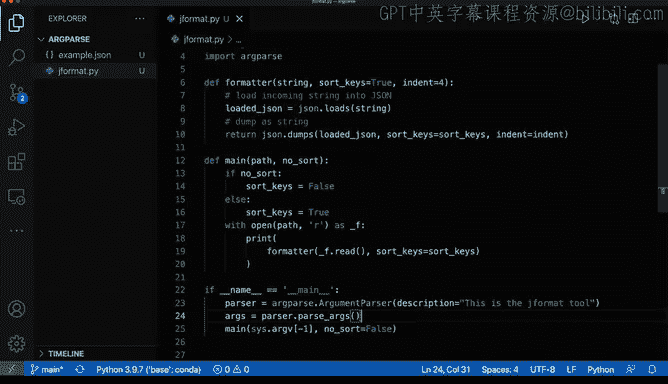 jformat.py — argparse
GPT中英字幕课程资源@bilibili.com
EXPLORER
ARGPARSE
{} example.json U
jformat.py U
TIMELINE
jformat.py U
jformat.py > ...
4 import argparse
5
6 def formatter(string, sort_keys=True, indent=4):
7 # load incoming string into JSON
8 loaded_json = json.loads(string)
9 # dump as string
10 return json.dumps(loaded_json, sort_keys=sort_keys, indent=indent)
11
12 def main(path, no_sort):
13 if no_sort:
14 sort_keys = False
15 else:
16 sort_keys = True
17 with open(path, 'r') as _f:
18 print(
19 formatter(_f.read(), sort_keys=sort_keys)
20 )
21
22 if __name__ == '__main__':
23 parser = argparse.ArgumentParser(description="This is the jformat tool")
24 args = parser.parse_args()
25 main(sys.argv[-1], no_sort=False)
26
27
2
main* Python 3.9.7 ('base': conda) 0 0 Ln 24, Col 31 Spaces: 4 UTF-8 LF Python